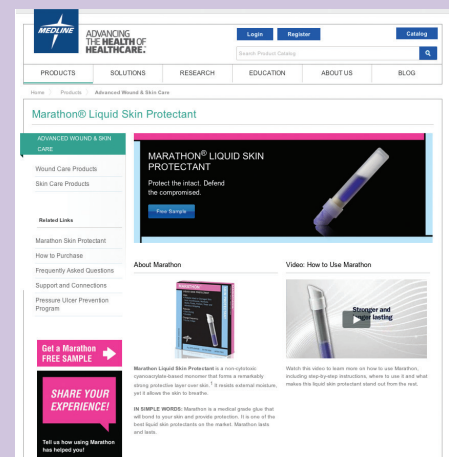 MEDLINE
ADVANCING
THE HEALTH OF
HEALTHCARE.
Login
Register
Catalog
Search Product Catalog
PRODUCTS
SOLUTIONS
RESEARCH
EDUCATION
ABOUT US
BLOG
Home
Products
Advanced Wound & Skin Care
Marathon® Liquid Skin Protectant
ADVANCED WOUND & SKIN
CARE
Wound Care Products
Skin Care Products
Related Links
Marathon Skin Protectant
How to Purchase
Frequently Asked Questions
Support and Connections
Pressure Ulcer Prevention
Program
Get a Marathon
FREE SAMPLE
SHARE YOUR
EXPERIENCE!
Tell us how using Marathon
has helped you!
MARATHON® LIQUID SKIN
PROTECTANT
Protect the intact. Defend
the compromised.
Free Sample
About Marathon
MARATHON
Marathon Liquid Skin Protectant is a non-cytotoxic
cyanoacrylate-based monomer that forms a remarkably
strong protective layer over skin.1 It resists external moisture,
yet it allows the skin to breathe.
IN SIMPLE WORDS: Marathon is a medical grade glue that
will bond to your skin and provide protection. It is one of the
best liquid skin protectants on the market. Marathon lasts
and lasts.
Video: How to Use Marathon
Stronger and
longer lasting
Watch this video to learn more on how to use Marathon,
including step-by-step instructions, where to use it and what
makes this liquid skin protectant stand out from the rest.